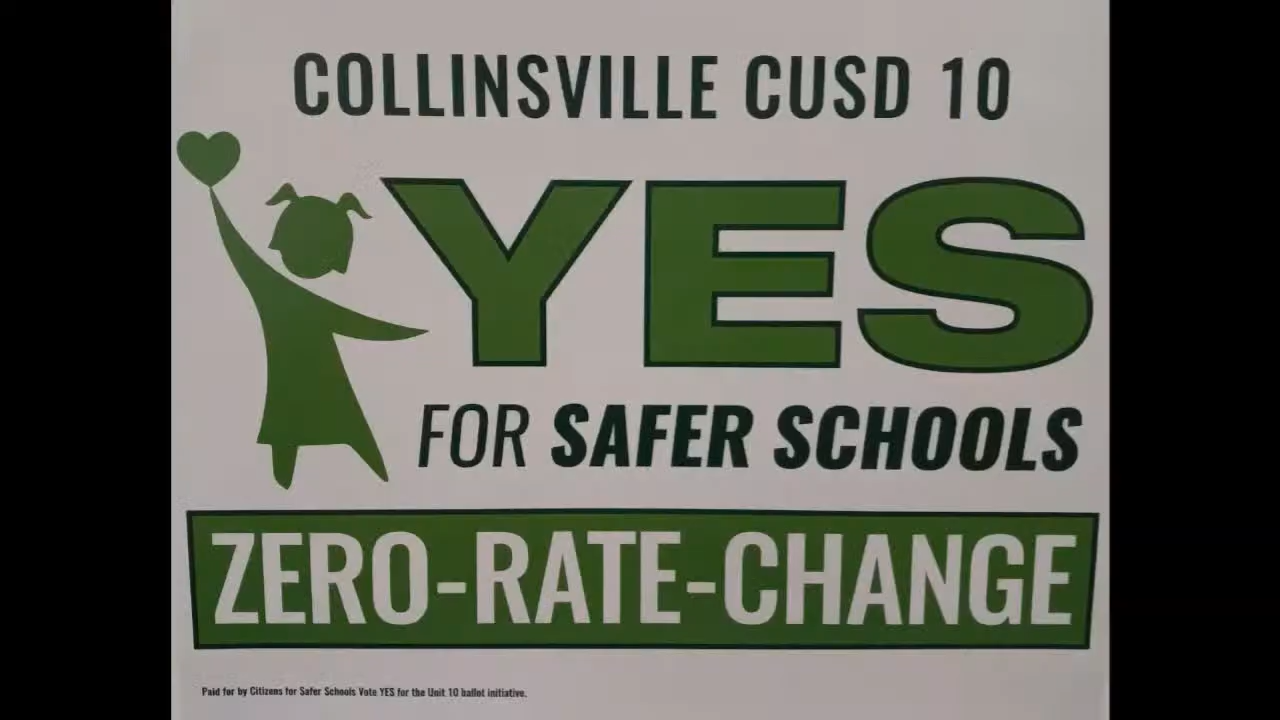 COLLINSVILLE CUSD 10
YES
FOR SAFER SCHOOLS
ZERO-RATE-CHANGE
Paid for by Citizens for Safer Schools Vote YES for the Unit 10 ballot initiative.